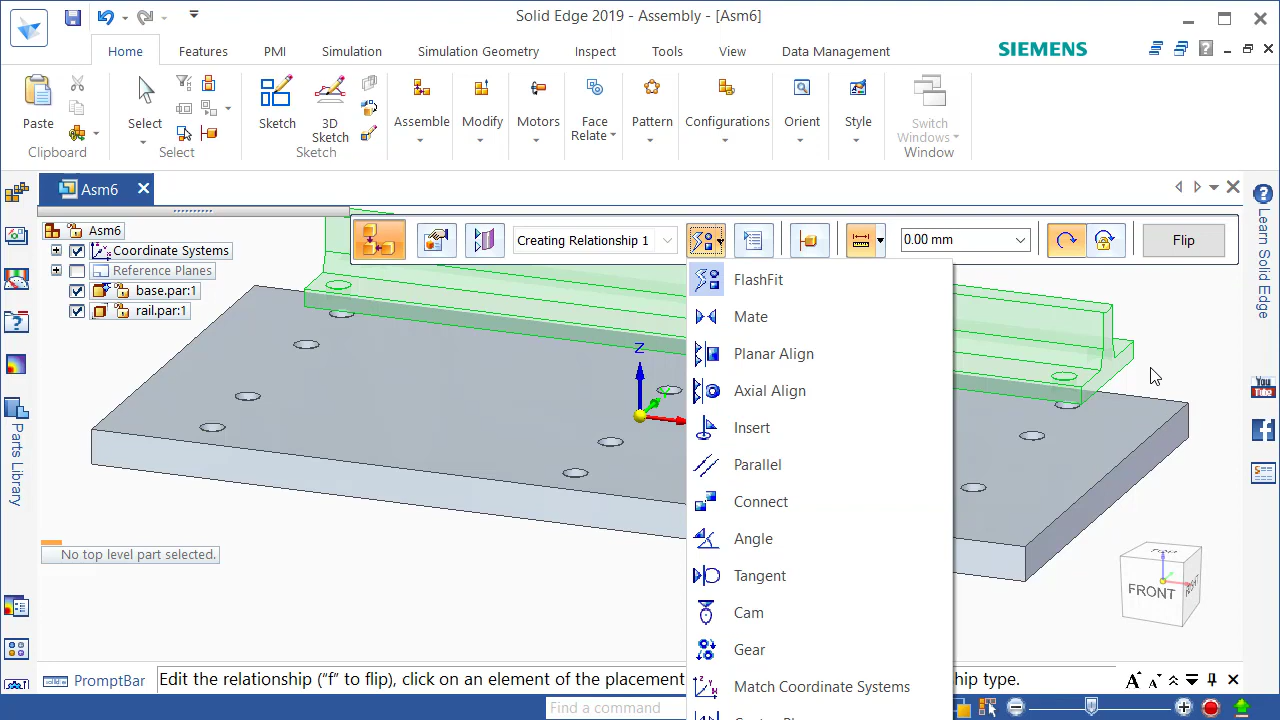 Solid Edge 2019 - Assembly - [Asm6]
Home Features PMI Simulation Simulation Geometry Inspect Tools View Data Management
SIEMENS
Paste
Clipboard
Select
Select
Sketch
3D
Sketch
Sketch
Assemble
Modify
Motors
Face
Relate
Pattern
Configurations
Orient
Style
Switch
Windows
Window
Asm6
Asm6
Coordinate Systems
Reference Planes
base.par:1
rail.par:1
Creating Relationship 1
0.00 mm
Flip
FlashFit
Mate
Planar Align
Axial Align
Insert
Parallel
Connect
Angle
Tangent
Cam
Gear
Match Coordinate Systems
Z
No top level part selected.
Parts Library
Learn Solid Edge
You
Tube
FRONT
PromptBar
Edit the relationship ("f" to flip), click on an element of the placement
hip type.
Find a command